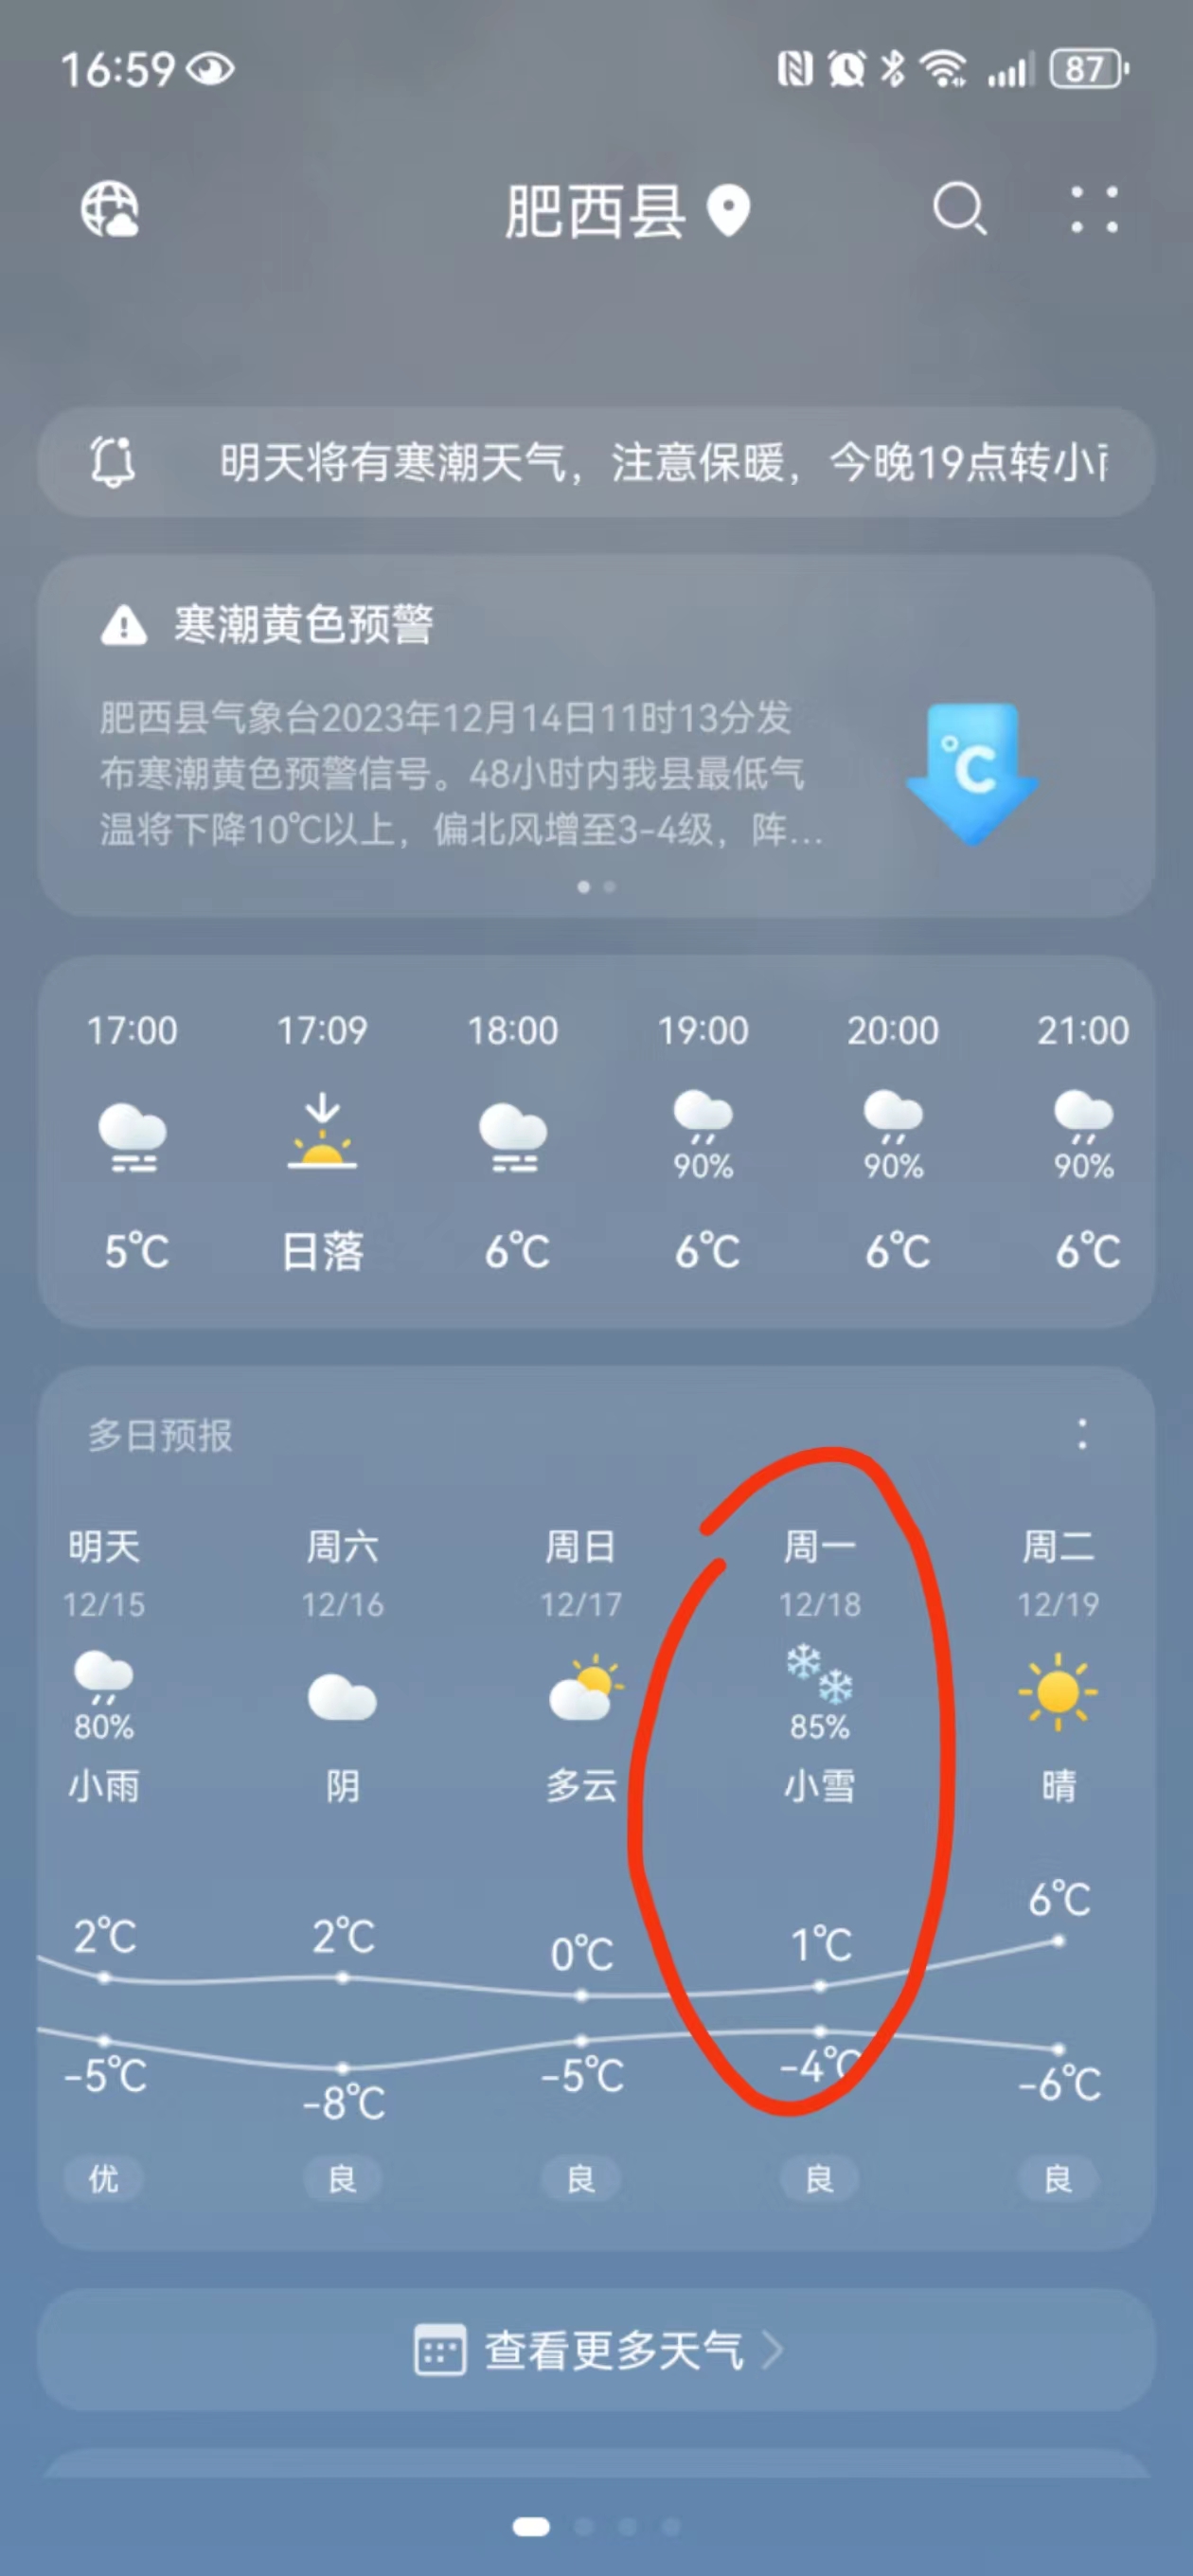 16:59
87
肥西县
明天将有寒潮天气，注意保暖，今晚19点转小
寒潮黄色预警
肥西县气象台2023年12月14日11时13分发
布寒潮黄色预警信号。48小时内我县最低气
温将下降10℃以上，偏北风增至3-4级，阵...
℃
17:00 17:09 18:00 19:00 20:00 21:00
90% 90% 90%
5℃ 日落 6℃ 6℃ 6℃ 6℃
多日预报
明天 周六 周日 周一 周二
12/15 12/16 12/17 12/18 12/19
80% 85%
小雨 阴 多云 小雪 晴
2℃ 2℃ 0℃ 1℃ 6℃
-5℃ -8℃ -5℃ -4℃ -6℃
优 良 良 良 良
查看更多天气